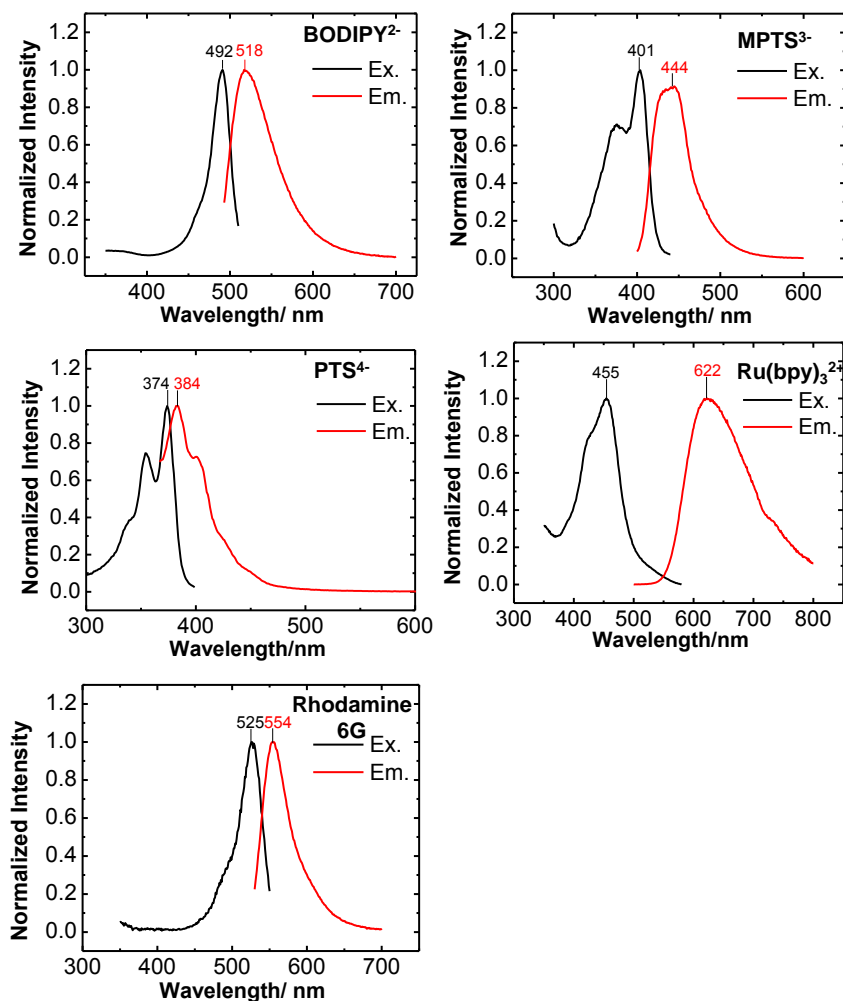 BODIPY²⁻
492 518
Ex.
Em.
1.2
1.0
0.8
0.6
0.4
0.2
0.0
Normalized Intensity
400 500 600 700
Wavelength/ nm
MPTS³⁻
401 444
Ex.
Em.
1.2
1.0
0.8
0.6
0.4
0.2
0.0
Normalized Intensity
300 400 500 600
Wavelength/ nm
PTS⁴⁻
374 384
Ex.
Em.
1.2
1.0
0.8
0.6
0.4
0.2
0.0
Normalized Intensity
300 400 500 600
Wavelength/nm
Ru(bpy)₃²⁺
455 622
Ex.
Em.
1.2
1.0
0.8
0.6
0.4
0.2
0.0
Normalized Intensity
300 400 500 600 700 800
Wavelength/ nm
Rhodamine
6G
525 554
Ex.
Em.
1.2
1.0
0.8
0.6
0.4
0.2
0.0
Normalized Intensity
300 400 500 600 700
Wavelength/ nm